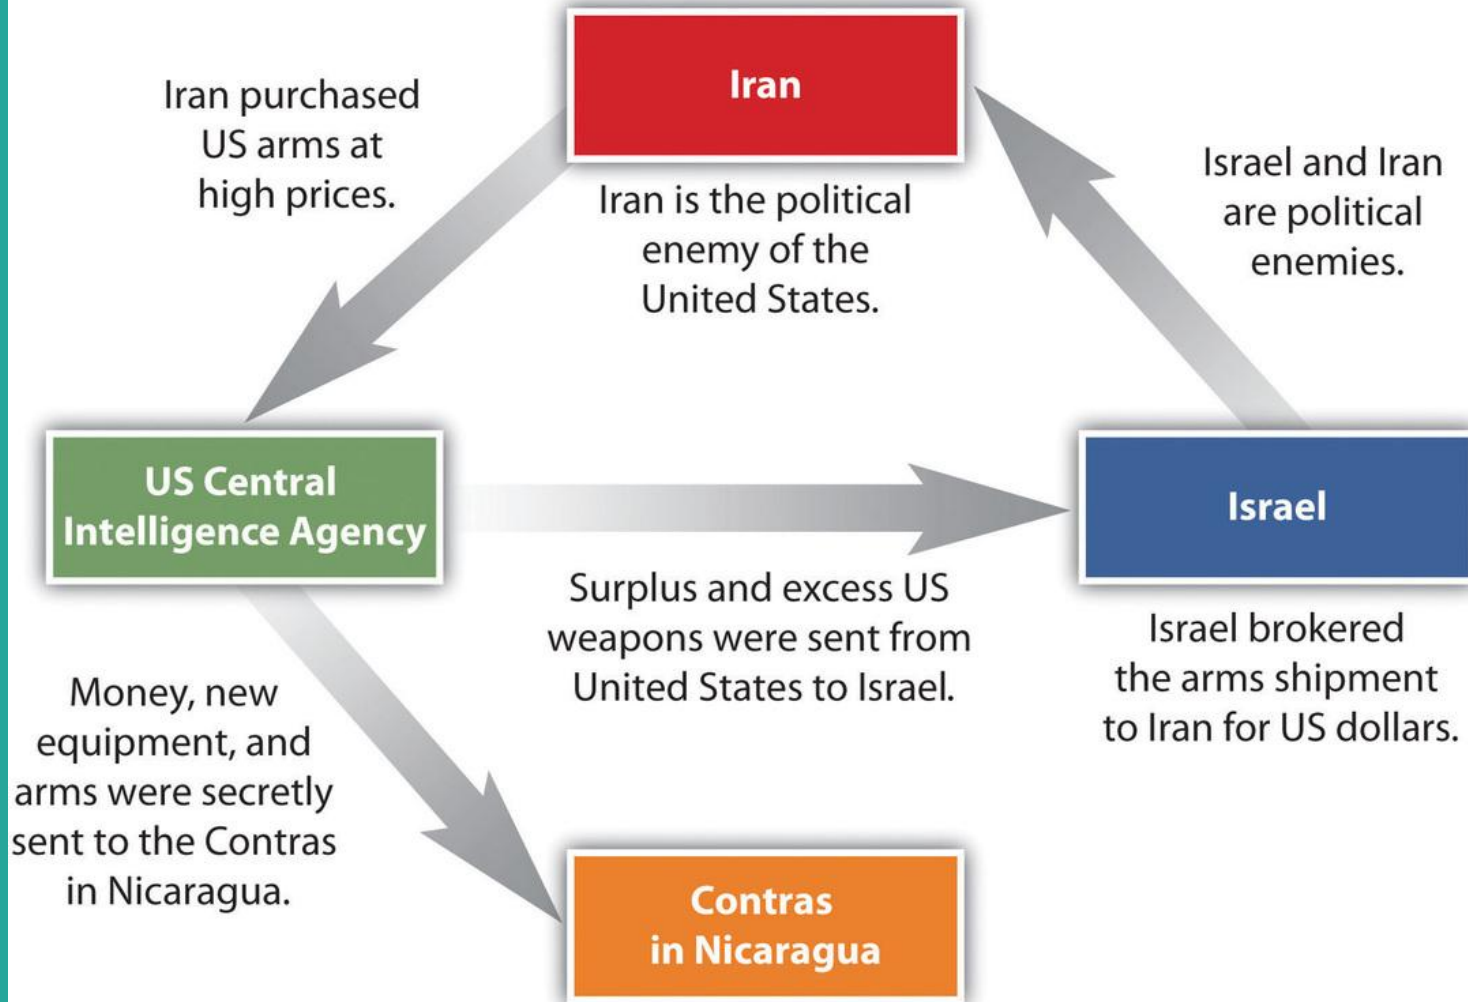 Iran
Iran purchased
US arms at
high prices.
Iran is the political
enemy of the
United States.
Israel and Iran
are political
enemies.
US Central
Intelligence Agency
Israel
Surplus and excess US
weapons were sent from
United States to Israel.
Israel brokered
the arms shipment
to Iran for US dollars.
Money, new
equipment, and
arms were secretly
sent to the Contras
in Nicaragua.
Contras
in Nicaragua